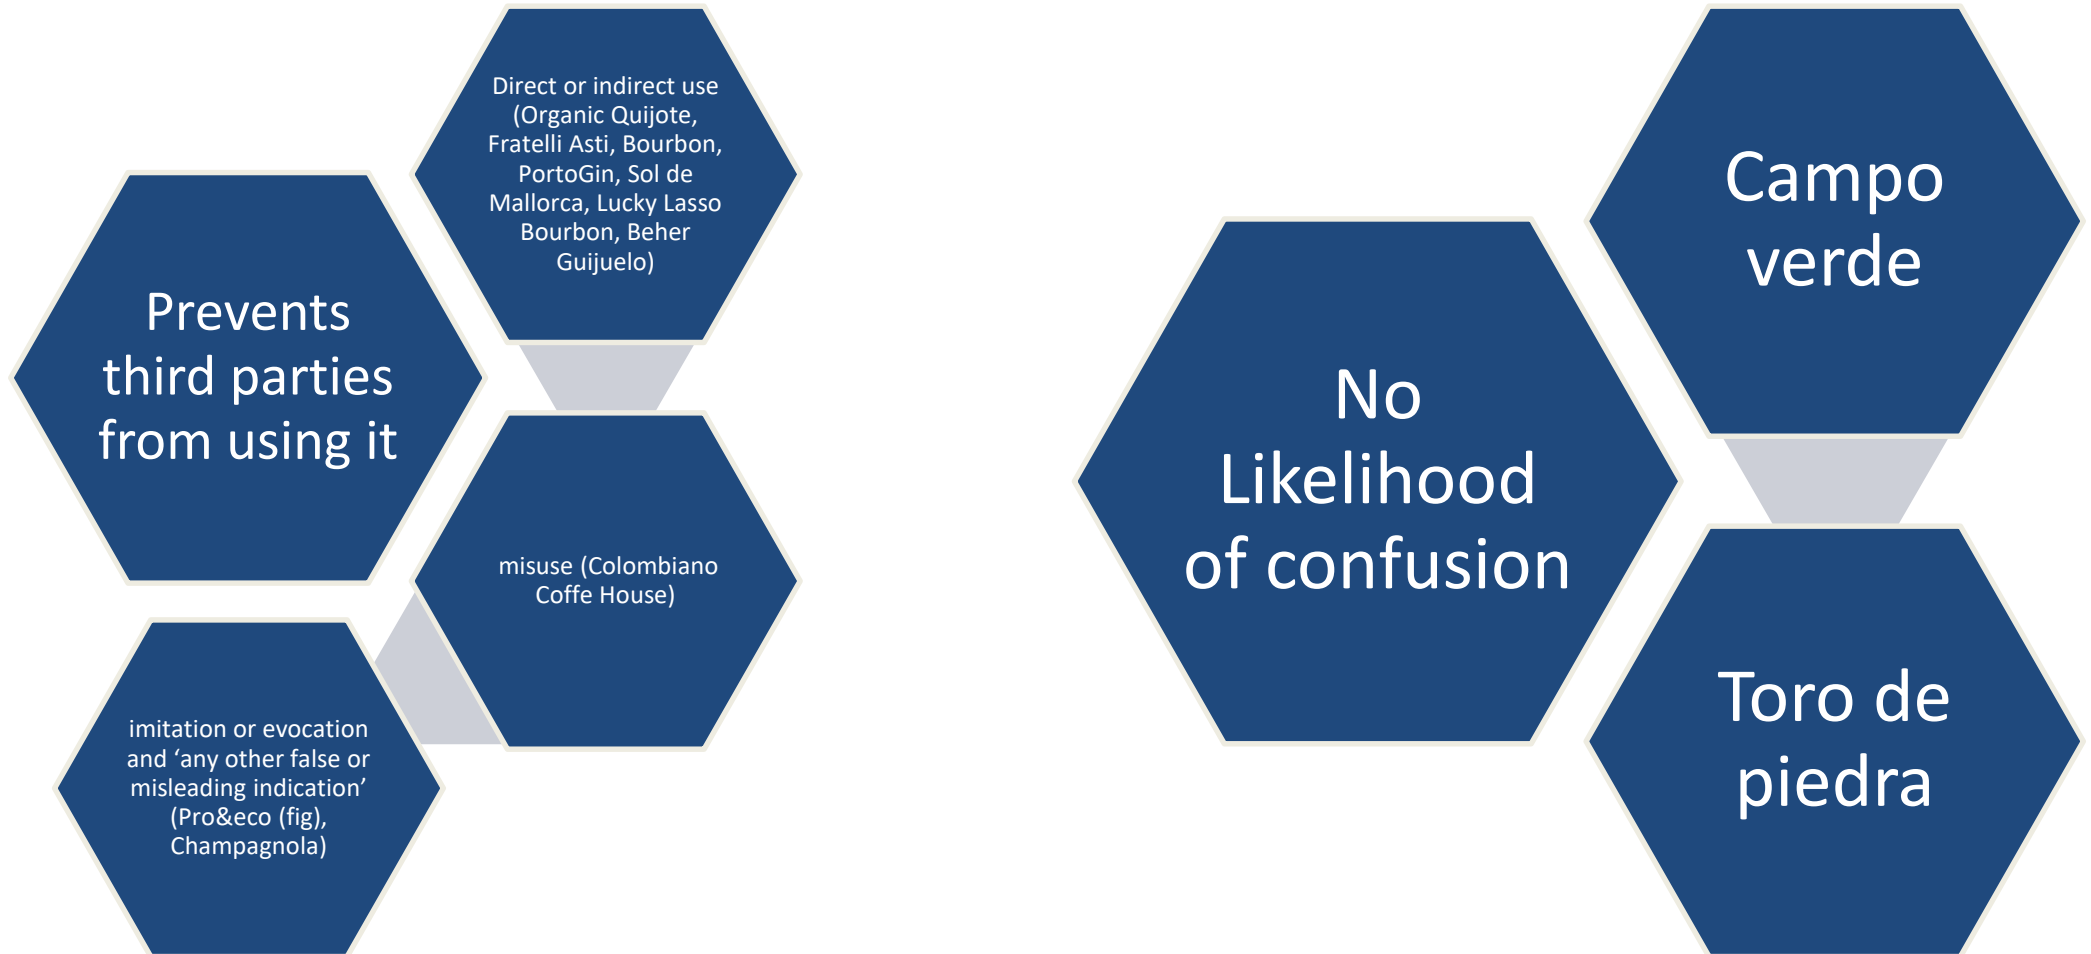 Prevents
third parties
from using it
Direct or indirect use
(Organic Quijote,
Fratelli Asti, Bourbon,
PortoGin, Sol de
Mallorca, Lucky Lasso
Bourbon, Beher
Guijuelo)
misuse (Colombiano
Coffe House)
imitation or evocation
and ‘any other false or
misleading indication’
(Pro&eco (fig),
Champagnola)
No
Likelihood
of confusion
Campo
verde
Toro de
piedra